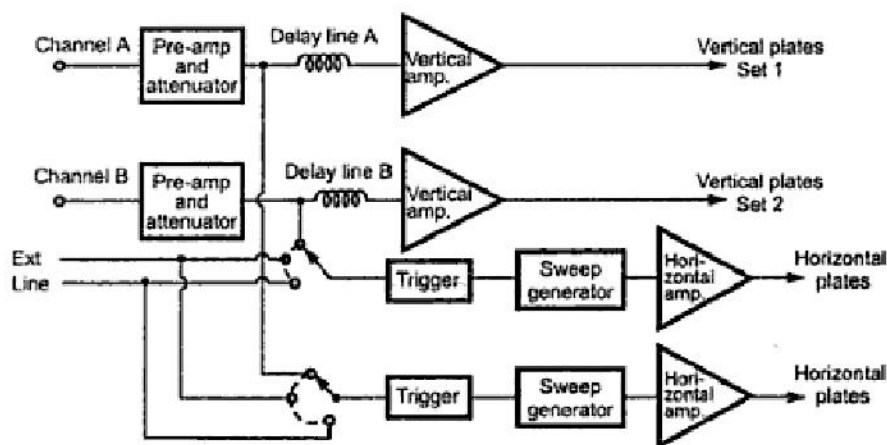 Channel A
Pre-amp
and
attenuator
Delay line A
Vertical
amp.
Vertical plates
Set 1
Channel B
Pre-amp
and
attenuator
Delay line B
Vertical
amp.
Vertical plates
Set 2
Ext
Line
Trigger
Sweep
generator
Hori-
zontal
amp.
Horizontal
plates
Trigger
Sweep
generator
Hori-
zontal
amp.
Horizontal
plates